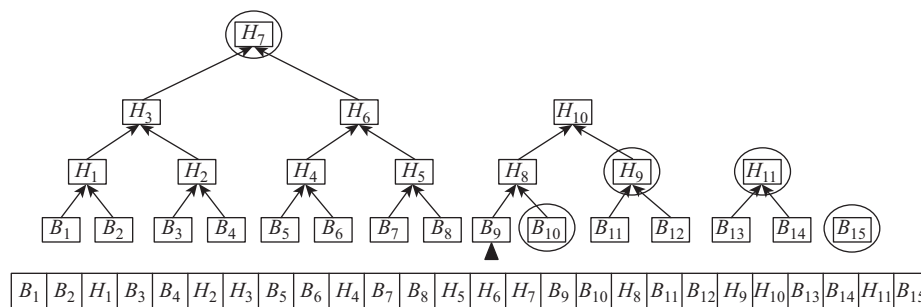 H7
H3 H6 H10
H1 H2 H4 H5 H8 H9 H11
B1 B2 B3 B4 B5 B6 B7 B8 B9 B10 B11 B12 B13 B14 B15
B1 B2 H1 B3 B4 H2 H3 B5 B6 H4 B7 B8 H5 H6 H7 B9 B10 H8 B11 B12 H9 H10 B13 B14 H11